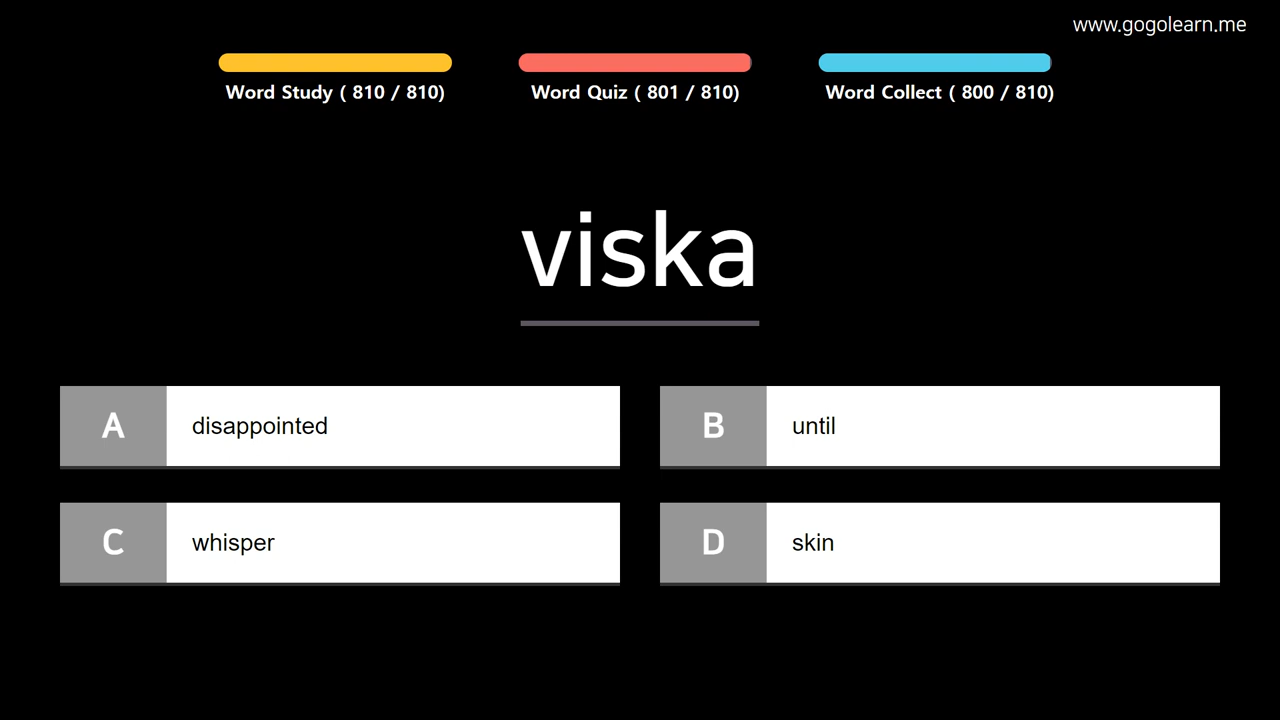 www.gogolearn.me
Word Study ( 810 / 810)
Word Quiz ( 801 / 810)
Word Collect ( 800 / 810)
viska
A disappointed
B until
C whisper
D skin